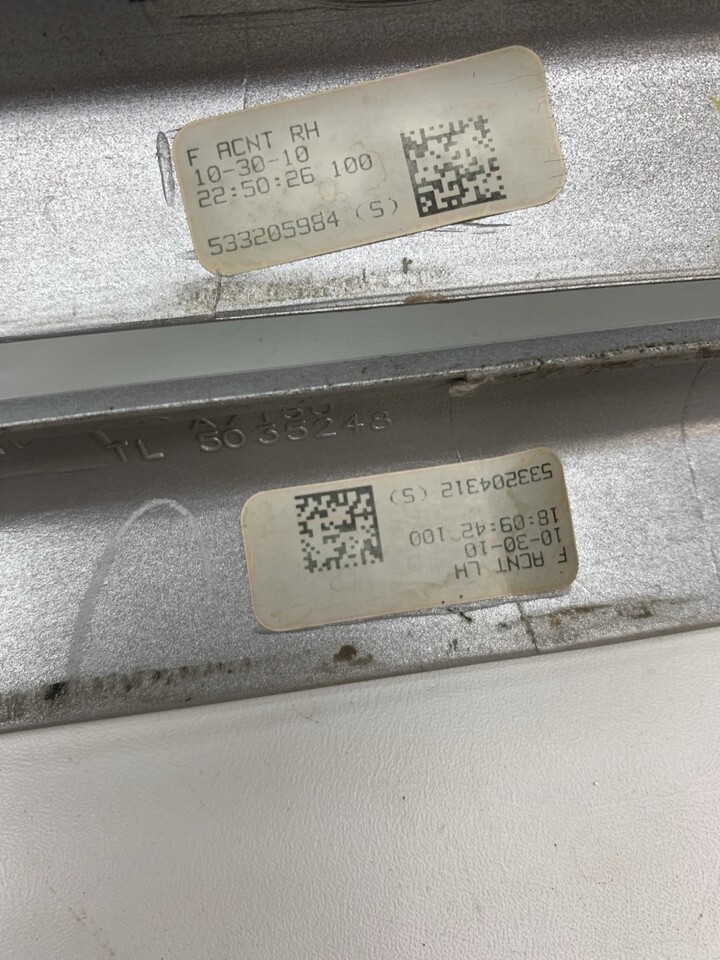 F ACNT RH
10-30-10
22:50:26 100
533205984 (S)
TL 5035248
F ACNT LH
10-30-10
18:09:42 100
533204312 (S)